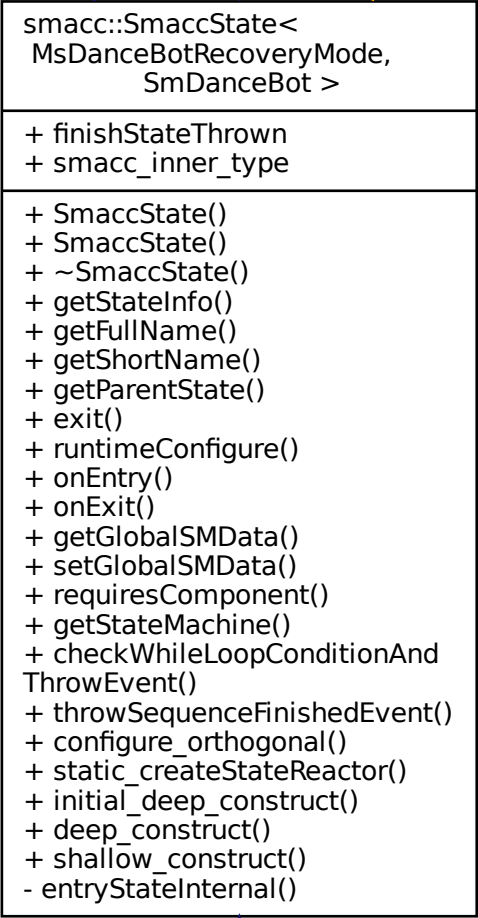 smacc::SmaccState<
MsDanceBotRecoveryMode,
SmDanceBot >
+ finishStateThrown
+ smacc_inner_type
+ SmaccState()
+ SmaccState()
+ ~SmaccState()
+ getStateInfo()
+ getFullName()
+ getShortName()
+ getParentState()
+ exit()
+ runtimeConfigure()
+ onEntry()
+ onExit()
+ getGlobalSMData()
+ setGlobalSMData()
+ requiresComponent()
+ getStateMachine()
+ checkWhileLoopConditionAnd
ThrowEvent()
+ throwSequenceFinishedEvent()
+ configure_orthogonal()
+ static_createStateReactor()
+ initial_deep_construct()
+ deep_construct()
+ shallow_construct()
- entryStateInternal()